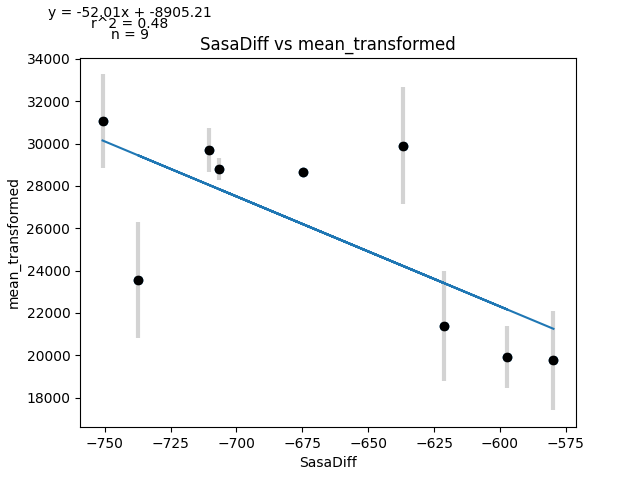 y = -52.01x + -8905.21
r^2 = 0.48
n = 9
SasaDiff vs mean_transformed
mean_transformed
34000
32000
30000
28000
26000
24000
22000
20000
18000
−750
−725
−700
−675
−650
−625
−600
−575
SasaDiff